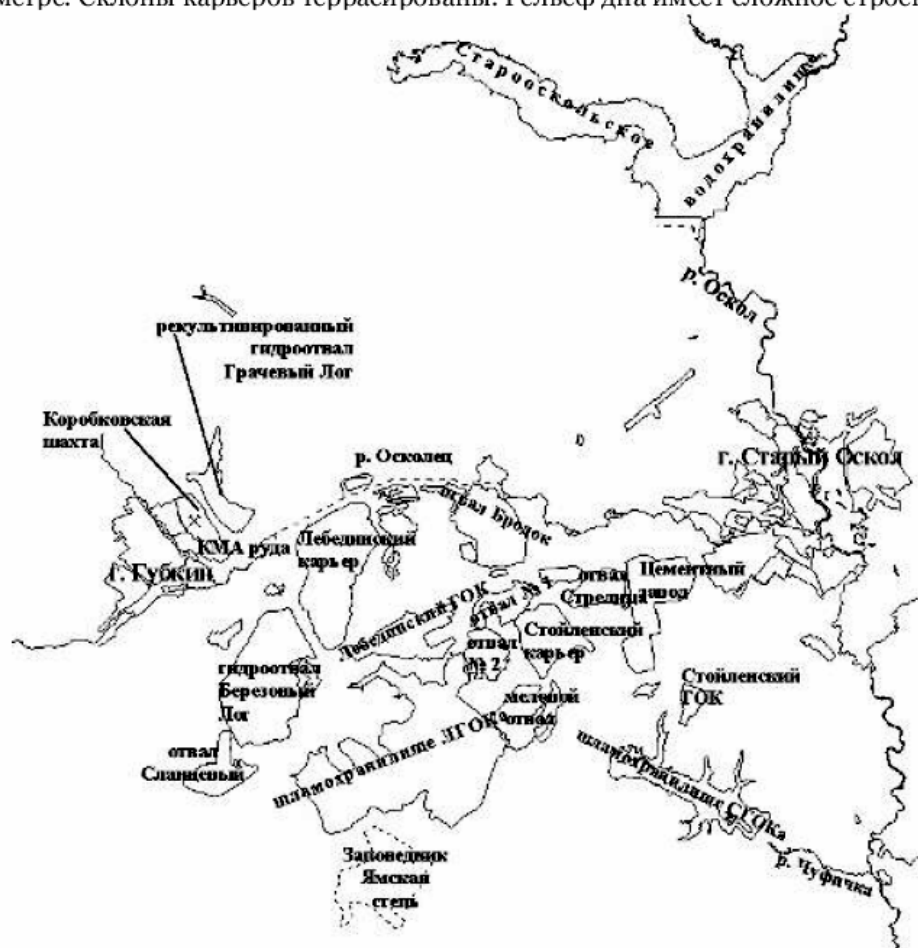 метре. Склоны карьеров террасированы. Рельеф дна имеет сложное строе
Старооскольское
водохранилище
р. Оскол
рекультивированный
гидроотвал
Грачевый Лог
Коробковская
шахта
р. Осколец
г. Старый Оскол
отвал Бродок
КМА руда
г. Губкин
Лебединский
карьер
Лебединский ГОК
отвал № 1
отвал
Стрелица
Цементный
завод
отвал
№ 2
Стойленский
карьер
гидроотвал
Березовый
Лог
меловой
отвал
Стойленский
ГОК
отвал
Сланцевый
шламохранилище ЛГОКа
шламохранилище СГОКа
р. Чуфичка
Заповедник
Ямская
степь